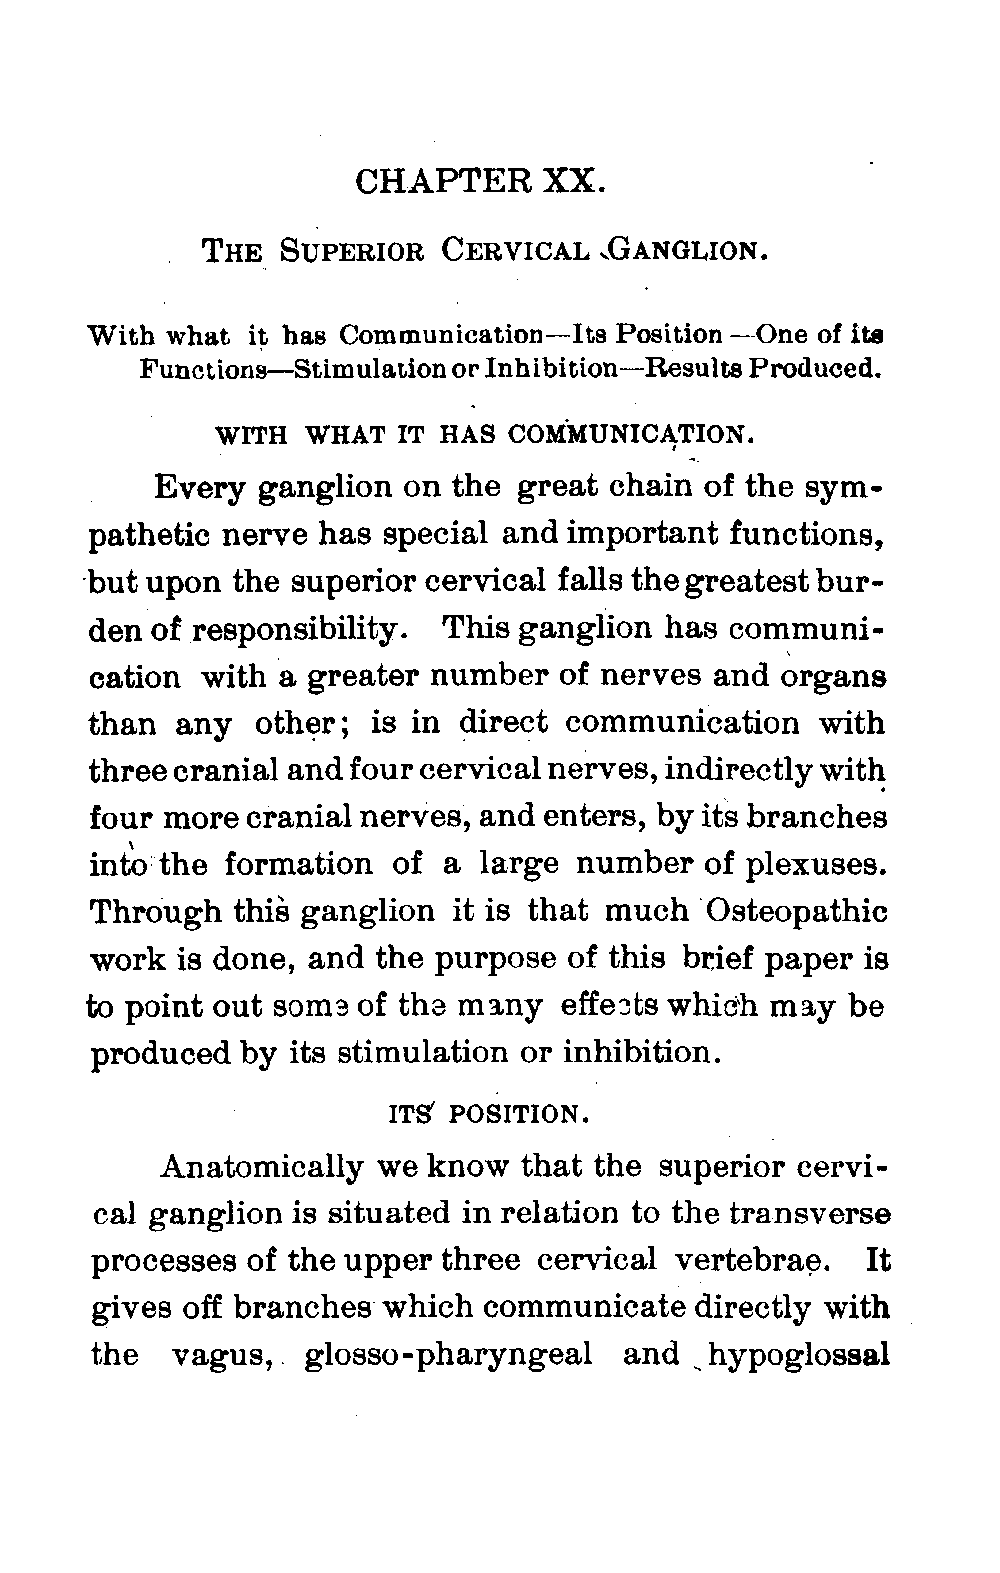 CHAPTER XX.
THE SUPERIOR CERVICAL GANGLION.
With what it has Communication—Its Position—One of its
Functions—Stimulation or Inhibition—Results Produced.
WITH WHAT IT HAS COMMUNICATION.
Every ganglion on the great chain of the sym-
pathetic nerve has special and important functions,
but upon the superior cervical falls the greatest bur-
den of responsibility. This ganglion has communi-
cation with a greater number of nerves and organs
than any other; is in direct communication with
three cranial and four cervical nerves, indirectly with
four more cranial nerves, and enters, by its branches
into the formation of a large number of plexuses.
Through this ganglion it is that much Osteopathic
work is done, and the purpose of this brief paper is
to point out some of the many effects which may be
produced by its stimulation or inhibition.
ITS POSITION.
Anatomically we know that the superior cervi-
cal ganglion is situated in relation to the transverse
processes of the upper three cervical vertebrae. It
gives off branches which communicate directly with
the vagus, glosso-pharyngeal and hypoglossal